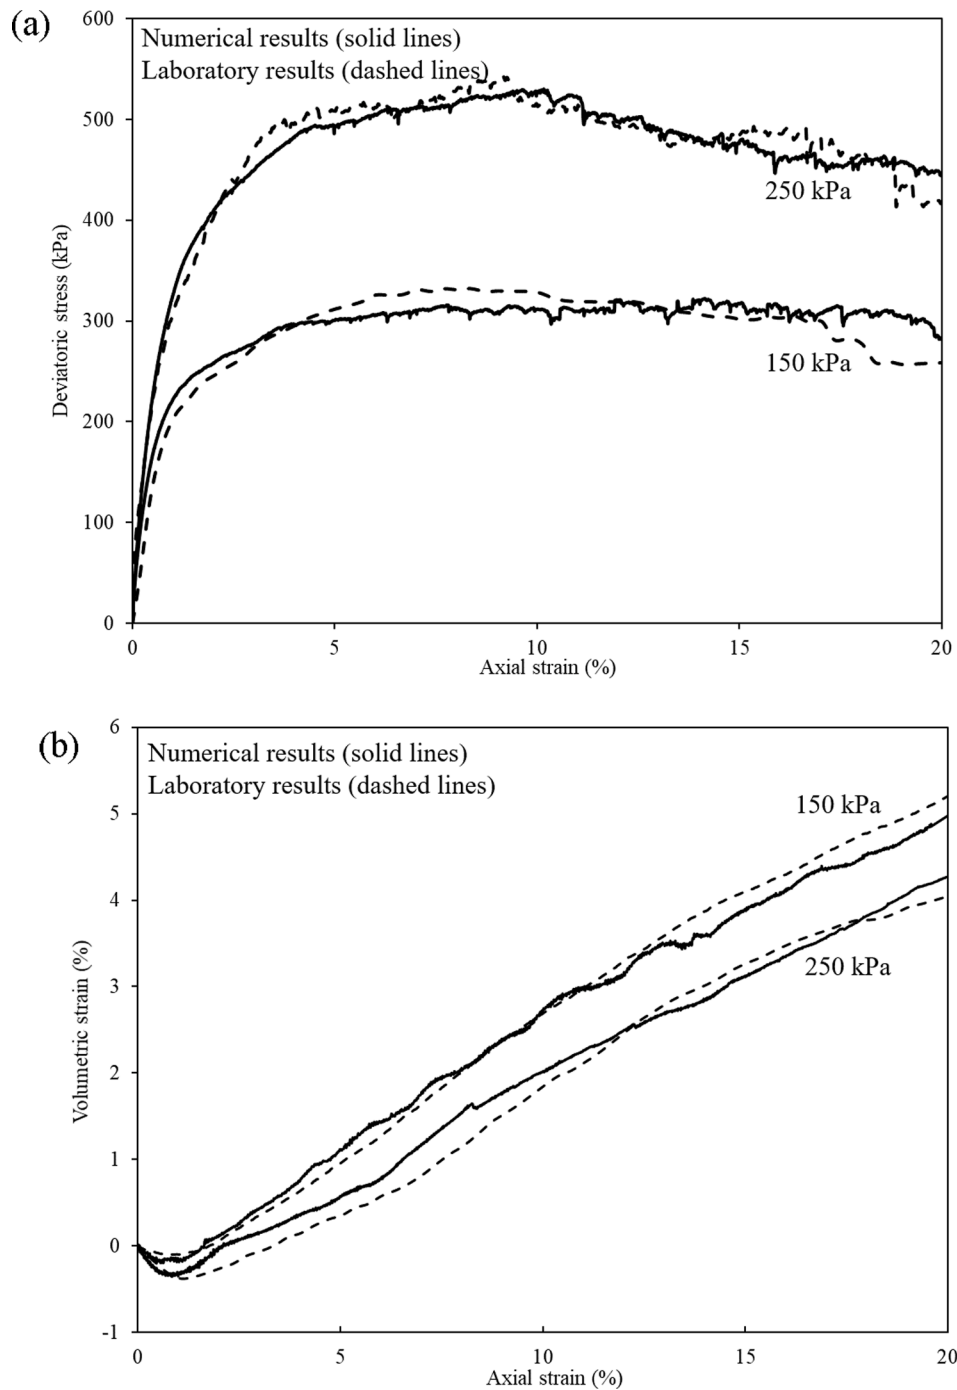 (a)
600
Numerical results (solid lines)
Laboratory results (dashed lines)
500
400
300
200
100
0
Deviatoric stress (kPa)
250 kPa
150 kPa
0 5 10 15 20
Axial strain (%)
(b)
6
Numerical results (solid lines)
Laboratory results (dashed lines)
5
4
3
2
1
0
-1
Volumetric strain (%)
150 kPa
250 kPa
0 5 10 15 20
Axial strain (%)